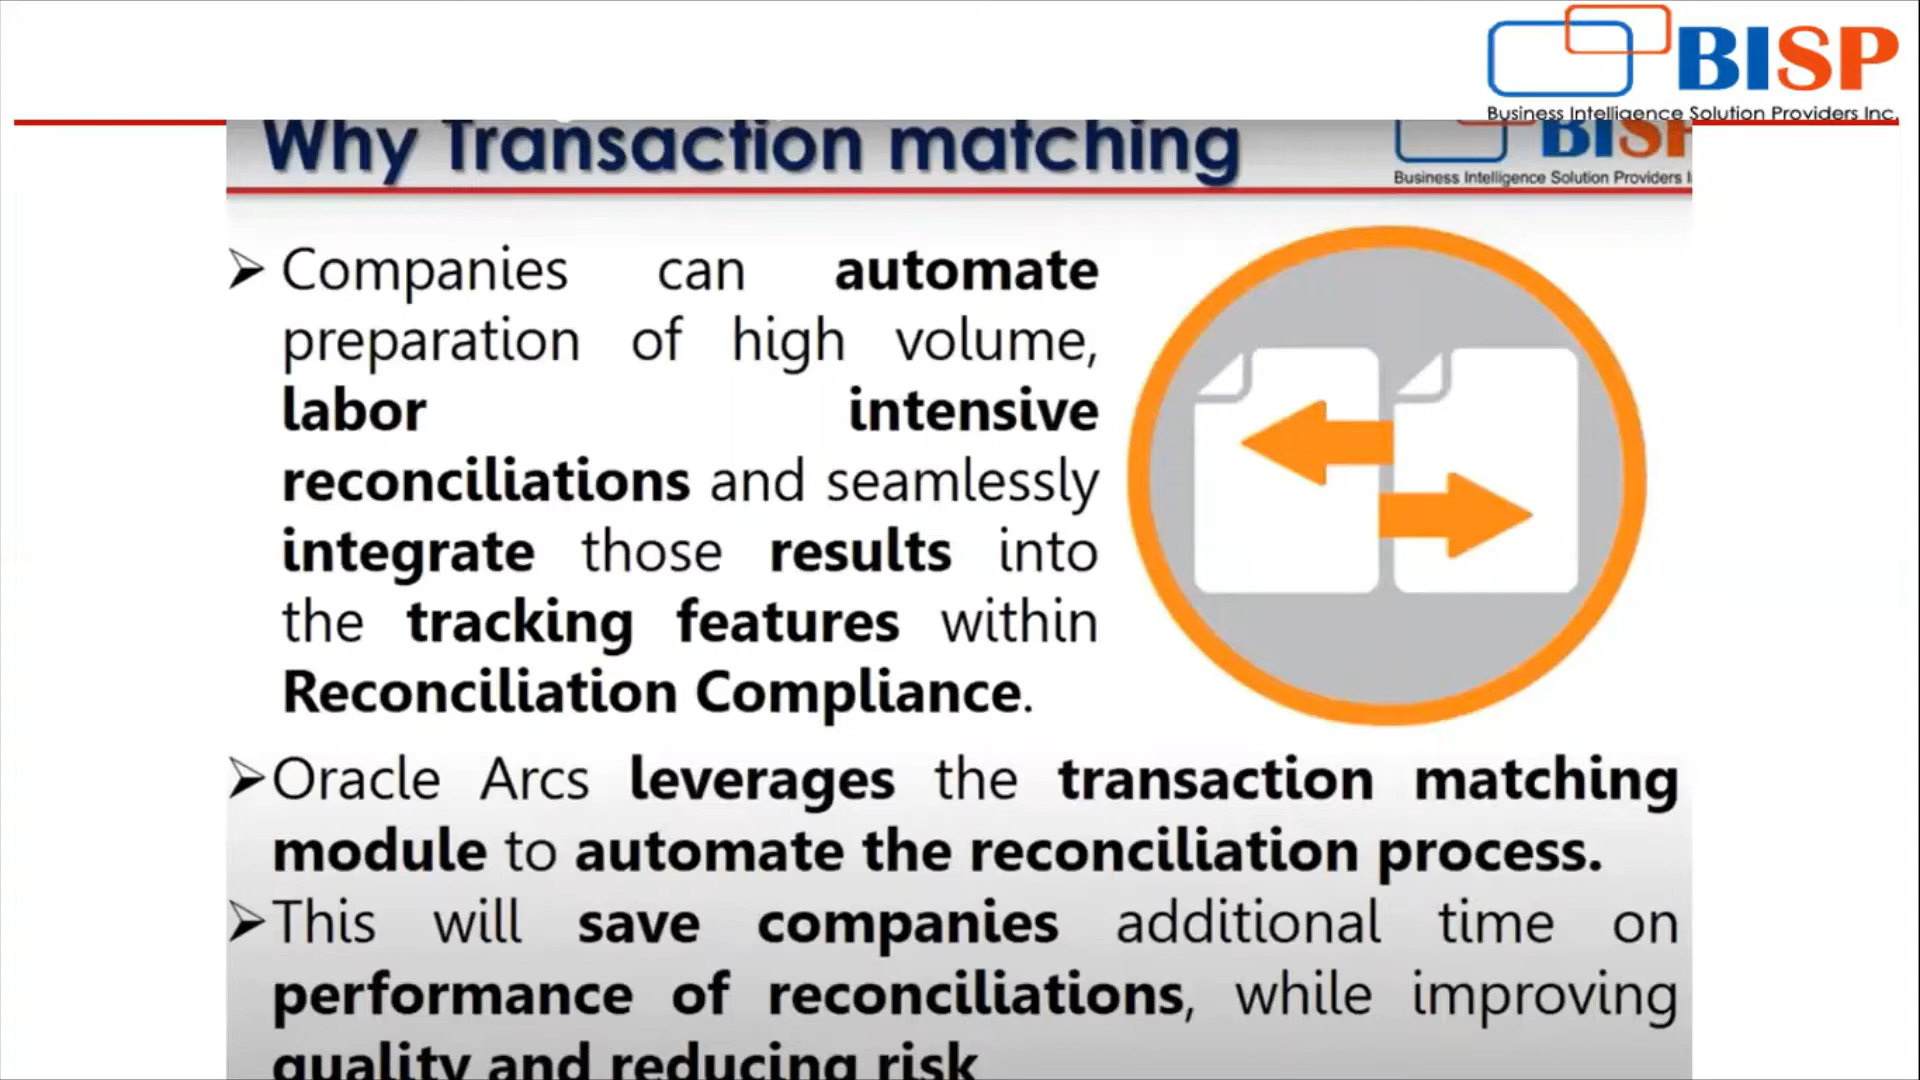 BISP
Business Intelligence Solution Providers Inc.
Why Transaction matching
BISP
Business Intelligence Solution Providers I
➢ Companies can automate
preparation of high volume,
labor intensive
reconciliations and seamlessly
integrate those results into
the tracking features within
Reconciliation Compliance.
➢ Oracle Arcs leverages the transaction matching
module to automate the reconciliation process.
➢ This will save companies additional time on
performance of reconciliations, while improving
quality and reducing risk